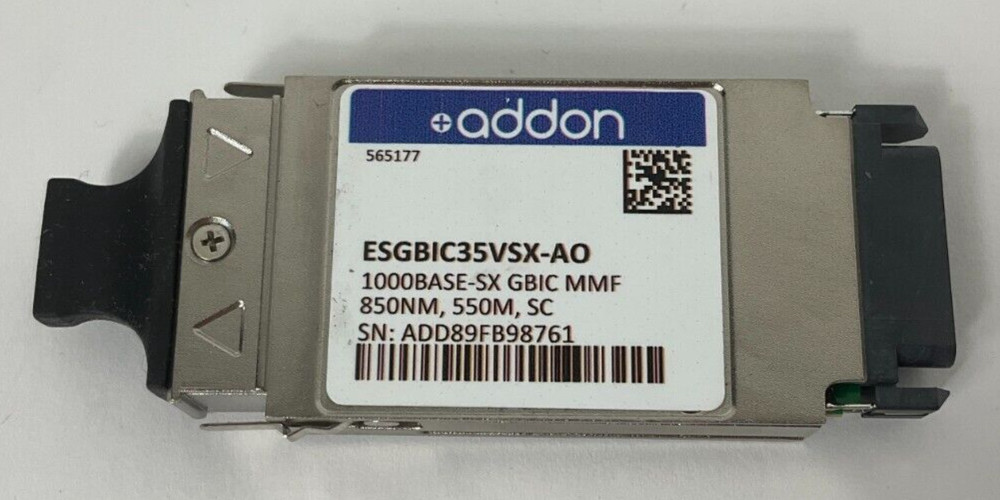 addon
565177
ESGBIC35VSX-AO
1000BASE-SX GBIC MMF
850NM, 550M, SC
SN: ADD89FB98761